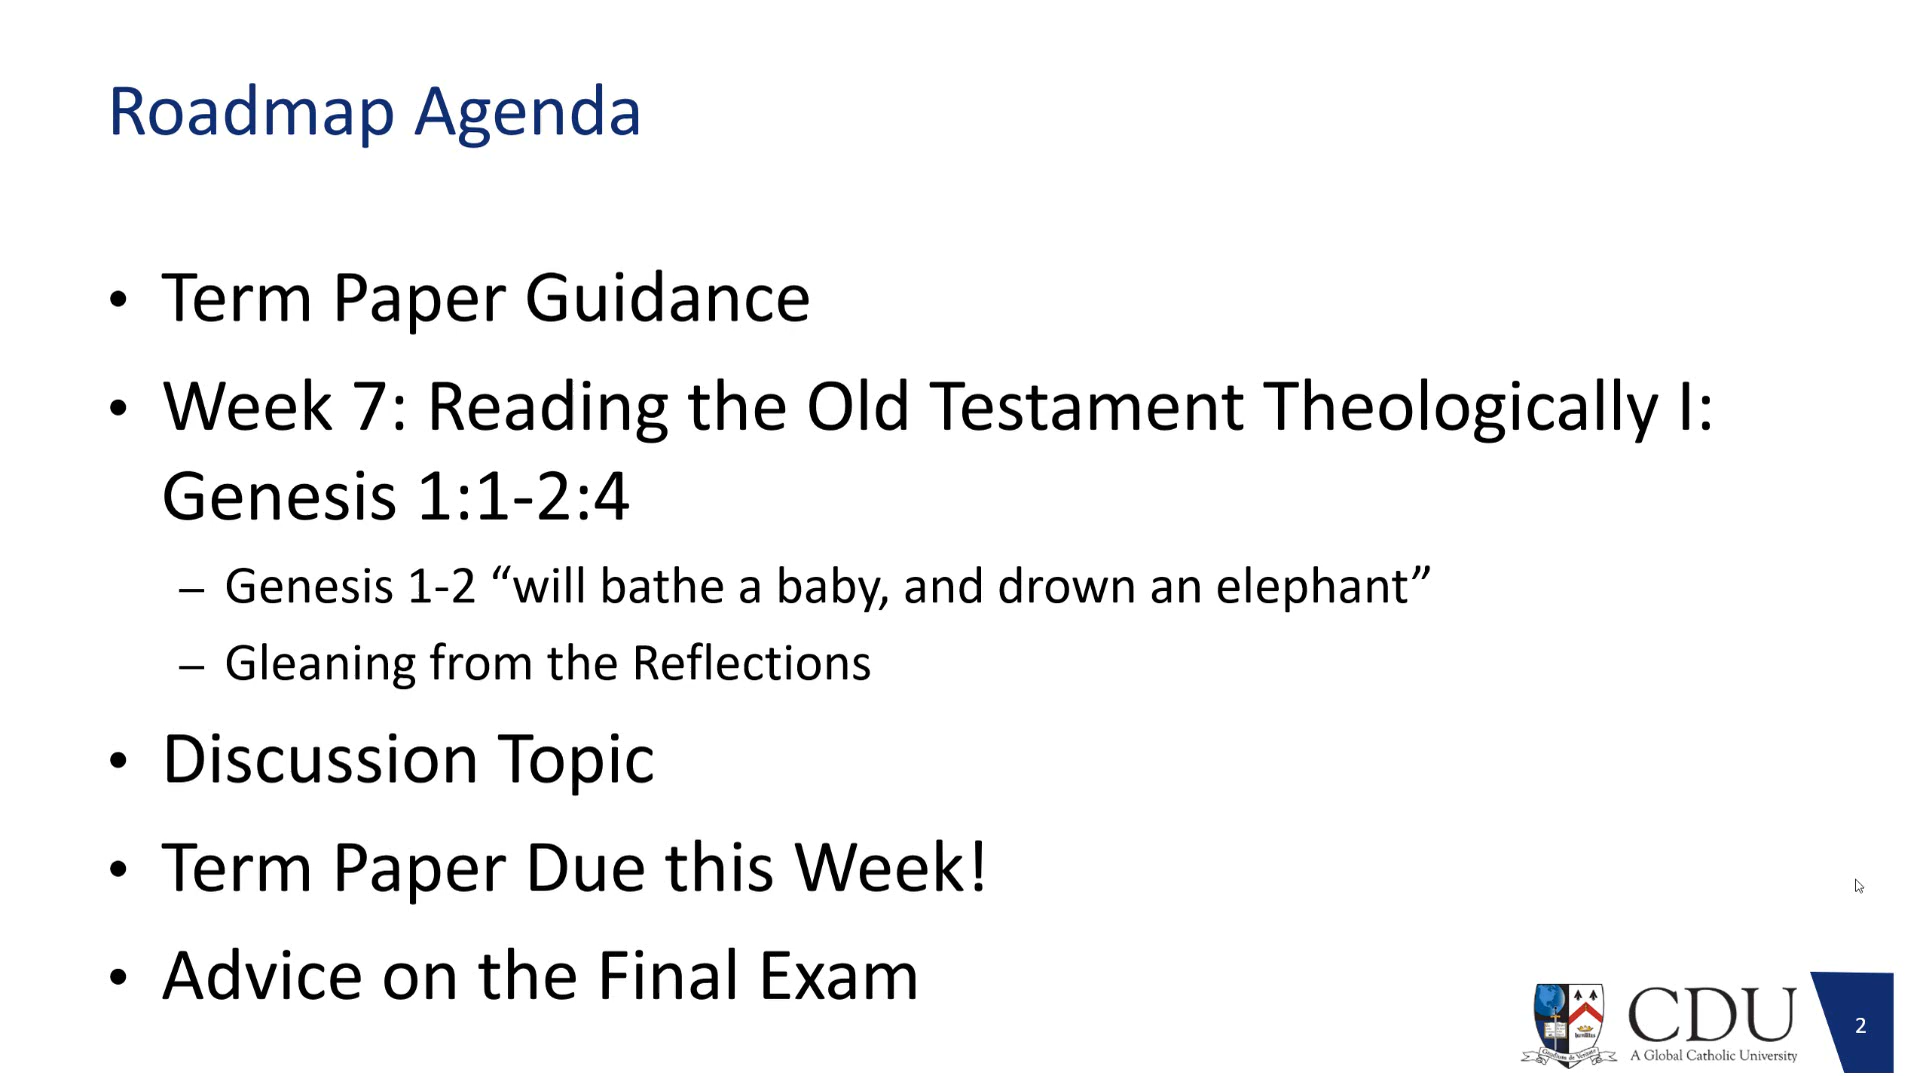 Roadmap Agenda
• Term Paper Guidance
• Week 7: Reading the Old Testament Theologically I:
Genesis 1:1-2:4
– Genesis 1-2 “will bathe a baby, and drown an elephant”
– Gleaning from the Reflections
• Discussion Topic
• Term Paper Due this Week!
• Advice on the Final Exam
CDU
A Global Catholic University
2